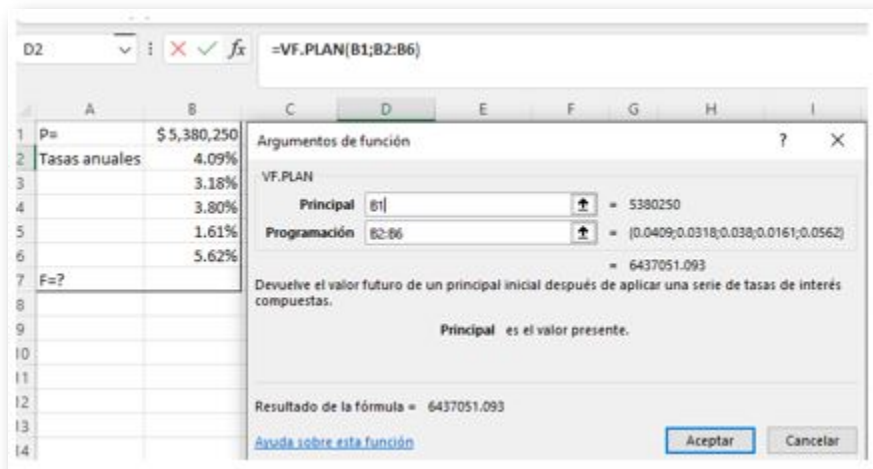 D2 fx =VF.PLAN(B1;B2:B6)
A B C D E F G H I
1 P= $ 5,380,250
2 Tasas anuales 4.09%
3 3.18%
4 3.80%
5 1.61%
6 5.62%
7 F=?
8
9
10
11
12
13
14
Argumentos de función ? ×
VF.PLAN
Principal B1 = 5380250
Programación B2:B6 = {0.0409;0.0318;0.038;0.0161;0.0562}
= 6437051.093
Devuelve el valor futuro de un principal inicial después de aplicar una serie de tasas de interés
compuestas.
Principal es el valor presente.
Resultado de la fórmula = 6437051.093
Ayuda sobre esta función Aceptar Cancelar